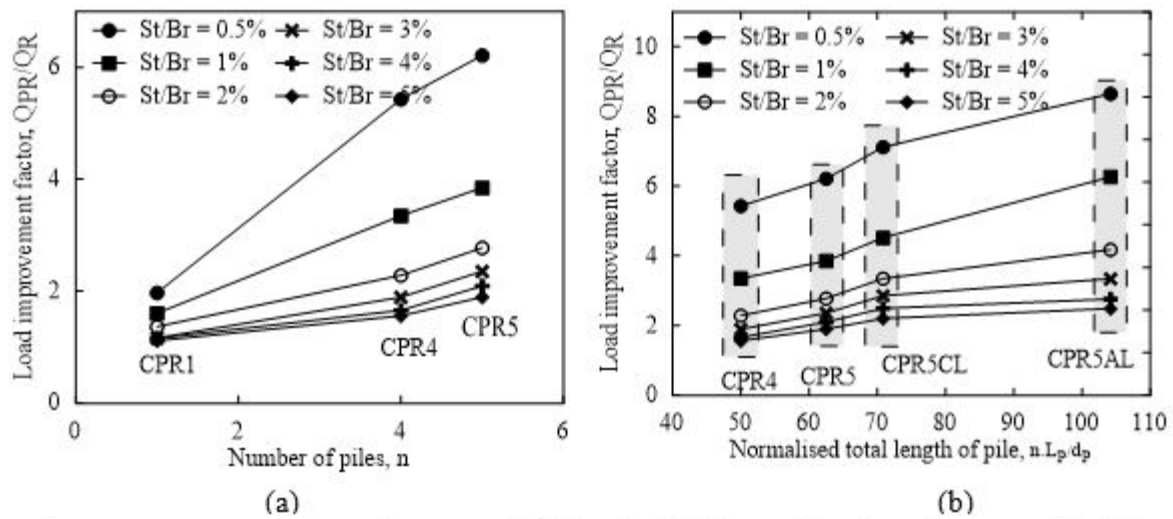 St/Br = 0.5%
St/Br = 1%
St/Br = 2%
St/Br = 3%
St/Br = 4%
St/Br = 5%
Load improvement factor, QPR/QR
6
4
2
0
CPR1
CPR4
CPR5
0 2 4 6
Number of piles, n
(a)
St/Br = 0.5%
St/Br = 1%
St/Br = 2%
St/Br = 3%
St/Br = 4%
St/Br = 5%
Load improvement factor, QPR/QR
10
8
6
4
2
0
CPR4
CPR5
CPR5CL
CPR5AL
40 50 60 70 80 90 100 110
Normalised total length of pile, n.Lp/dp
(b)